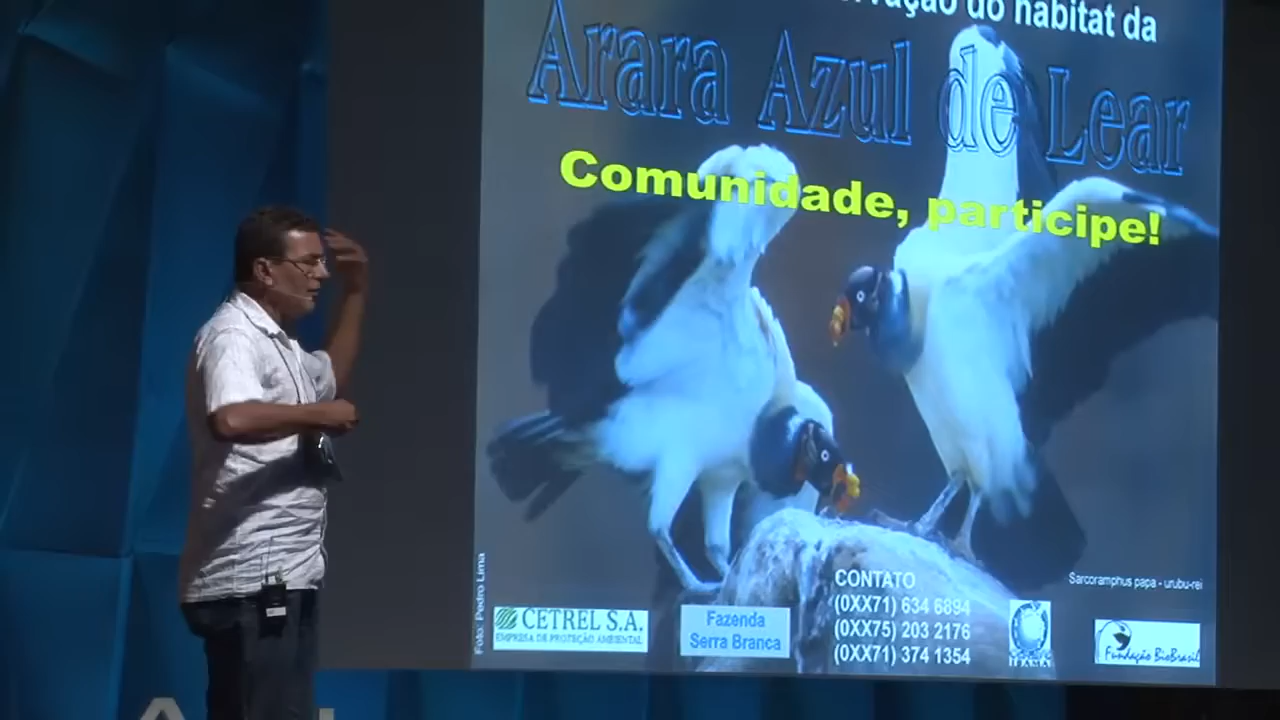 do habitat da
Arara Azul de Lear
Comunidade, participe!
Foto: Pedro Lima
CETREL S.A.
EMPRESA DE PROTEÇÃO AMBIENTAL
Fazenda
Serra Branca
CONTATO
(0XX71) 634 6894
(0XX75) 203 2176
(0XX71) 374 1354
Sarcoramphus papa - urubu-rei
Fundação BioBrasil